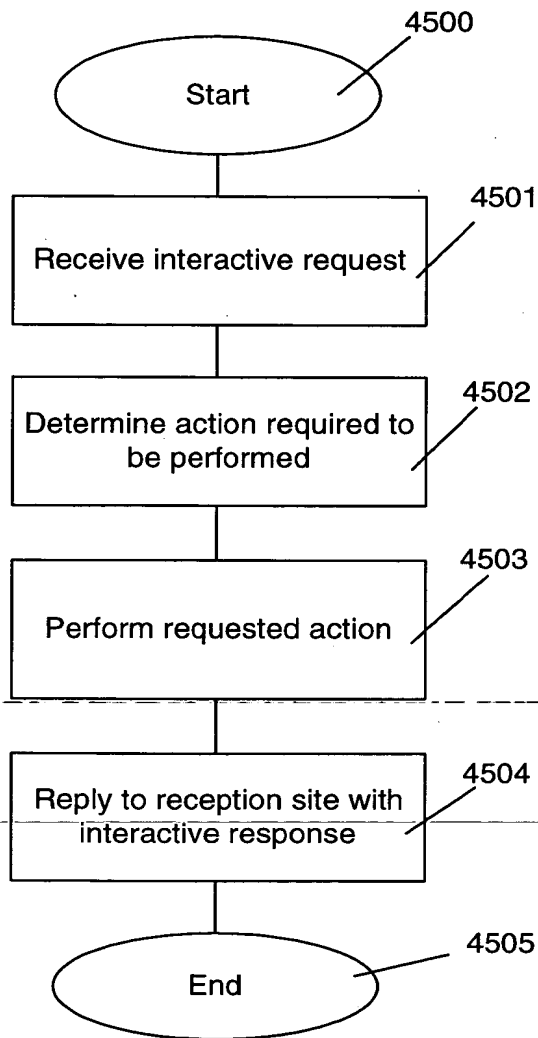 4500
Start
4501
Receive interactive request
4502
Determine action required to
be performed
4503
Perform requested action
4504
Reply to reception site with
interactive response
4505
End